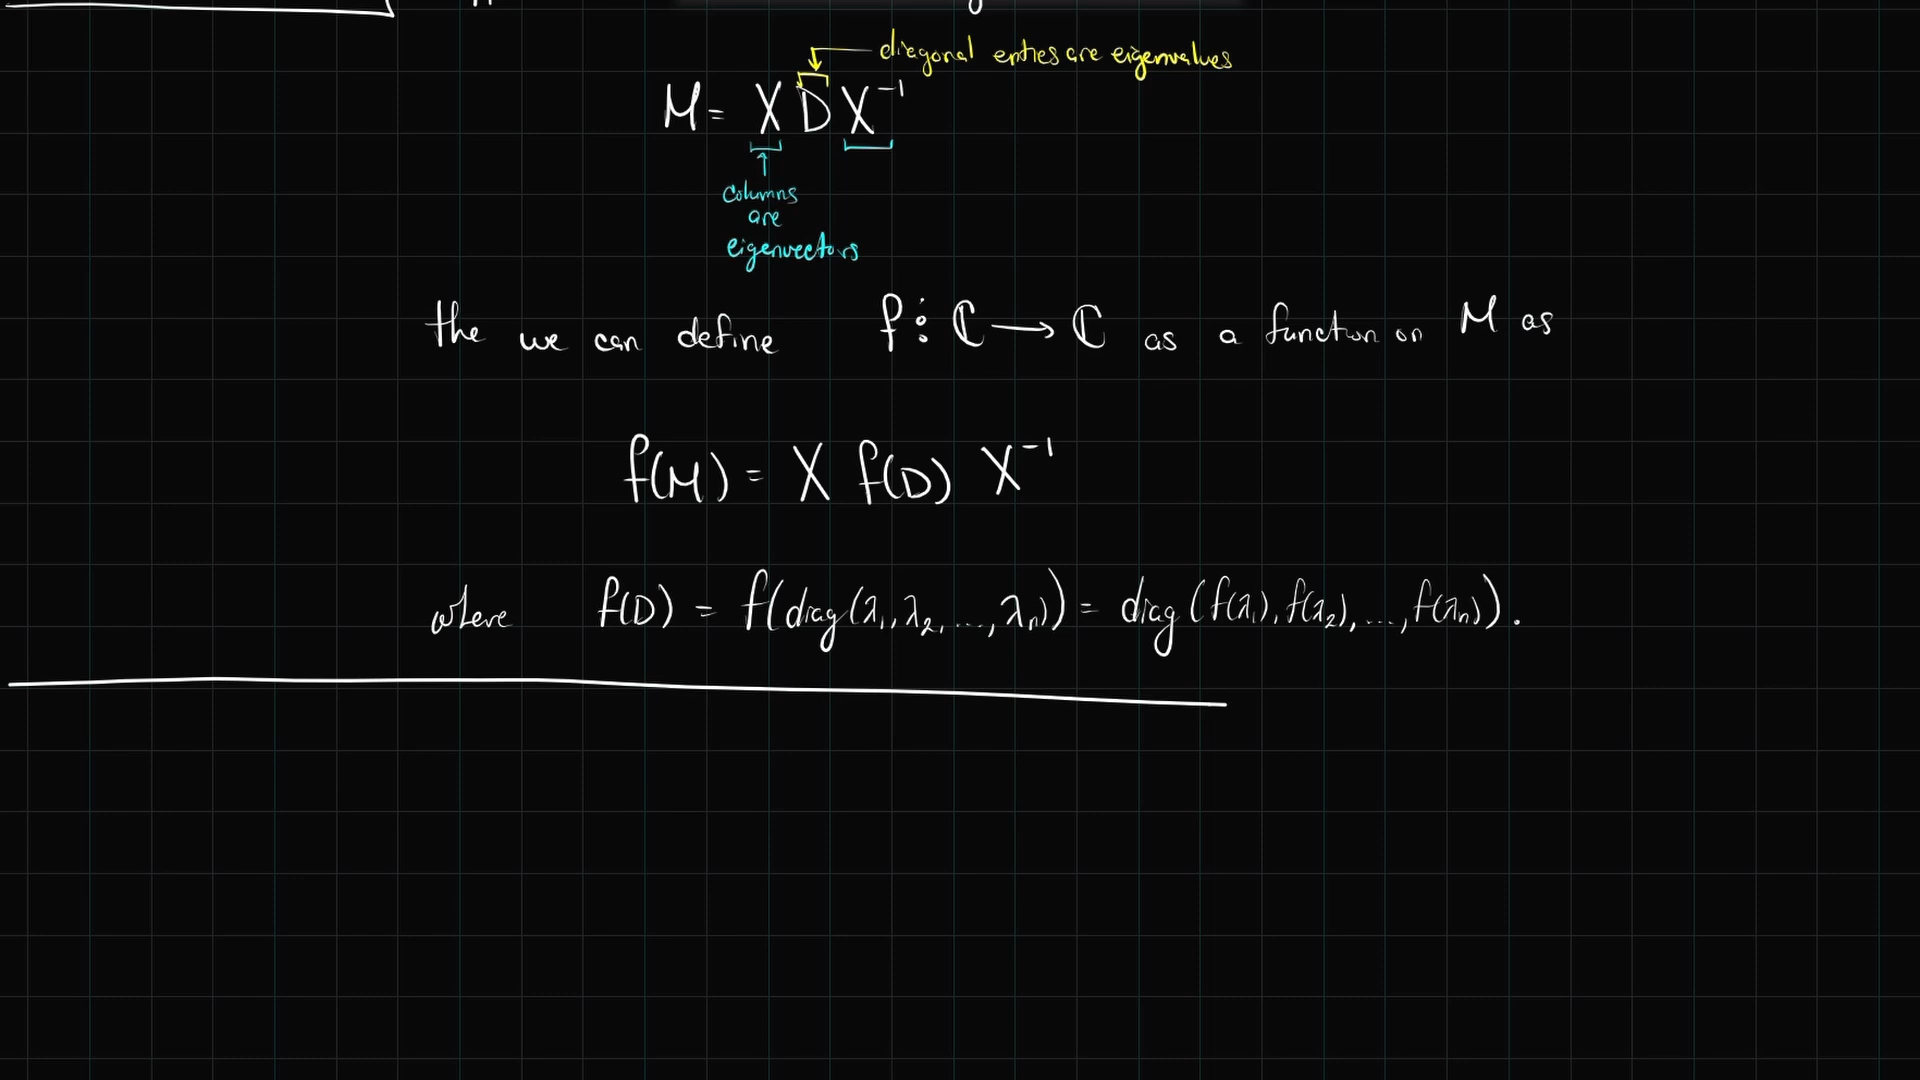 diagonal entries are eigenvalues
M = X D X⁻¹
columns
are
eigenvectors
the we can define f : ℂ → ℂ as a function on M as
f(M) = X f(D) X⁻¹
where f(D) = f(diag(λ₁, λ₂, ..., λₙ)) = diag(f(λ₁), f(λ₂), ..., f(λₙ)).